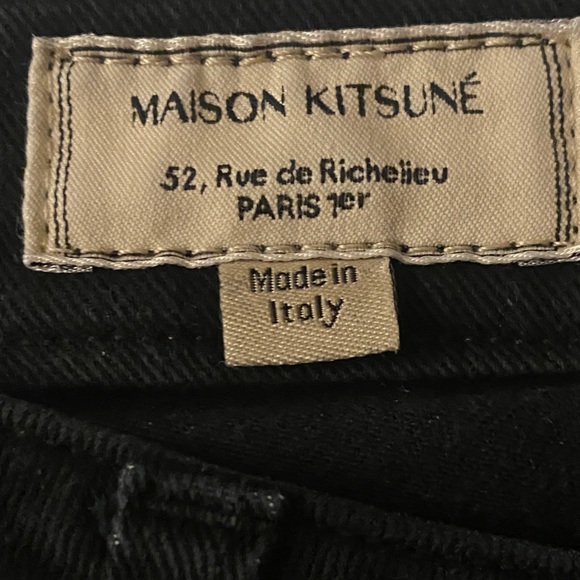 MAISON KITSUNÉ
52, Rue de Richelieu
PARIS 1er
Made in
Italy